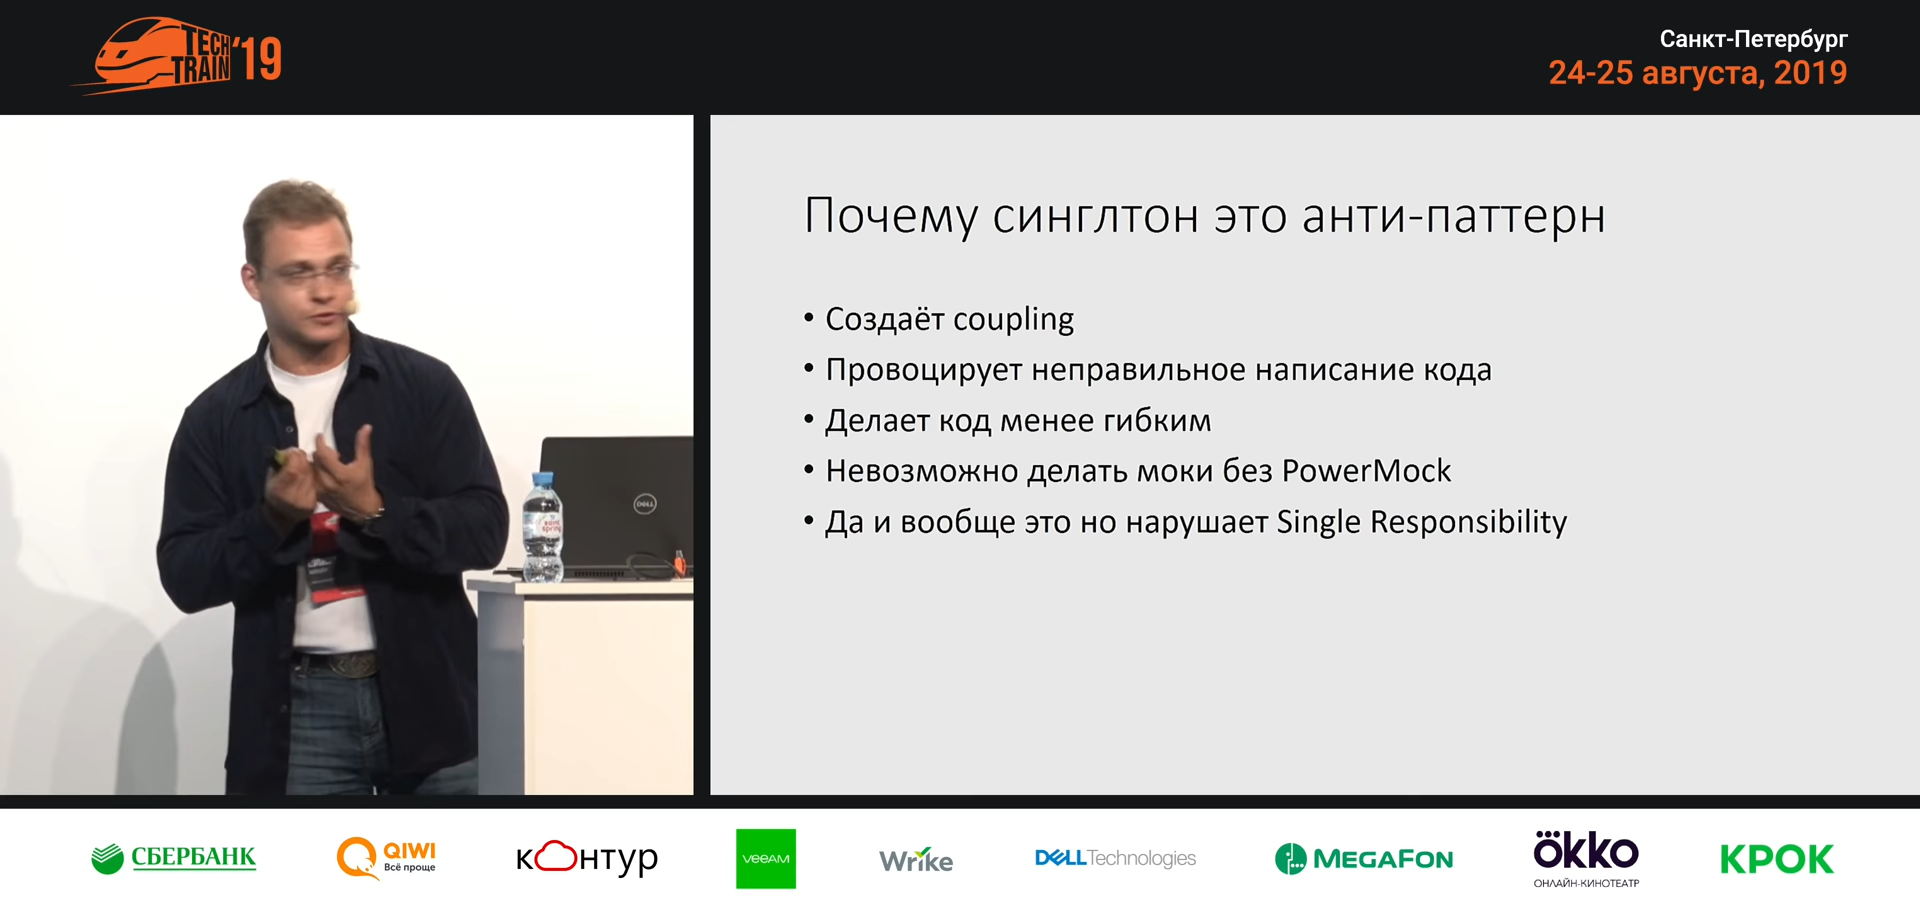 TECH
TRAIN
'19
Санкт-Петербург
24-25 августа, 2019
Почему синглтон это анти-паттерн
• Создаёт coupling
• Провоцирует неправильное написание кода
• Делает код менее гибким
• Невозможно делать моки без PowerMock
• Да и вообще это но нарушает Single Responsibility
DELL
СБЕРБАНК
QIWI
Всё проще
контур
veeam
Wrike
DELLTechnologies
MEGAFON
ökko
ОНЛАЙН-КИНОТЕАТР
КРОК